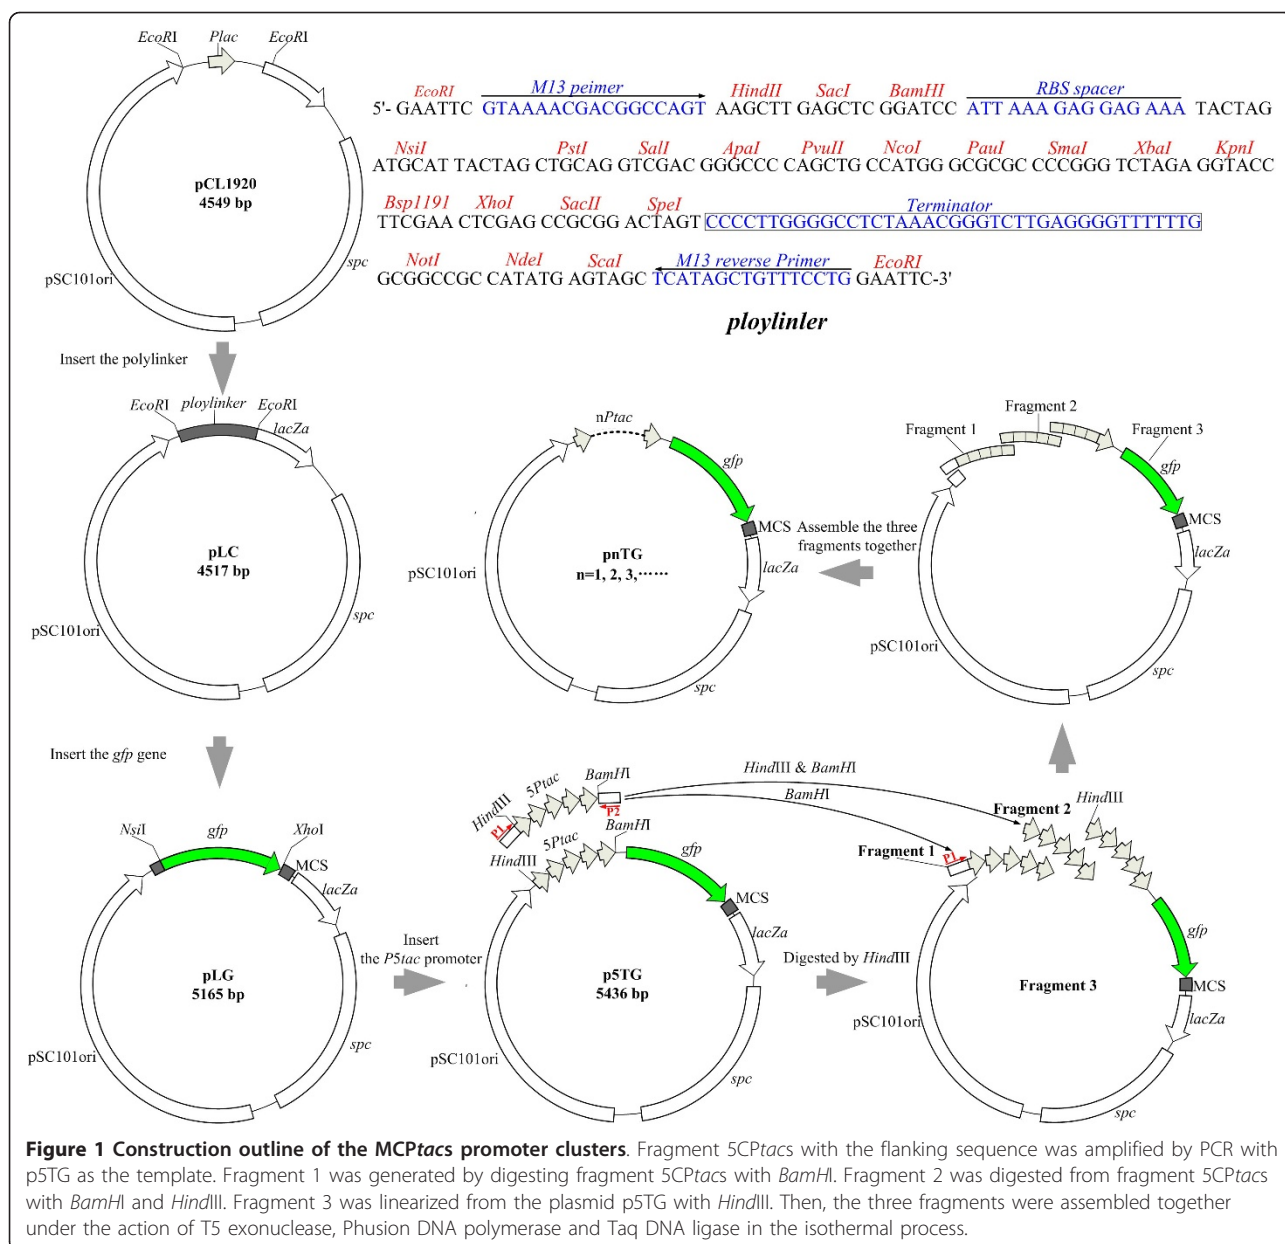 EcoRI Plac EcoRI
pCL1920
4549 bp
pSC101ori
spc
EcoRI M13 peimer HindII SacI BamHI RBS spacer
5'- GAATTC GTAAAACGACGGCCAGT AAGCTT GAGCTC GGATCC ATT AAA GAG GAG AAA TACTAG
NsiI PstI SalI ApaI PvuII NcoI PauI SmaI XbaI KpnI
ATGCAT TACTAG CTGCAG GTCGAC GGGCCC CAGCTG CCATGG GCGCGC CCCGGG TCTAGA GGTACC
Bsp1191 XhoI SacII SpeI Terminator
TTCGAA CTCGAG CCGCGG ACTAGT CCCCTTGGGGCCTCTAAACGGGTCTTGAGGGGTTTTTTG
NotI NdeI ScaI M13 reverse Primer EcoRI
GCGGCCGC CATATG AGTAGC TCATAGCTGTTTCCTG GAATTC-3'
ploylinler
Insert the polylinker
EcoRI ploylinker EcoRI
lacZa
pLC
4517 bp
pSC101ori
spc
nPtac
gfp
MCS
lacZa
pnTG
n=1, 2, 3,······
pSC101ori
spc
Assemble the three
fragments together
Fragment 1
Fragment 2
Fragment 3
gfp
MCS
lacZa
pSC101ori
spc
Insert the gfp gene
NsiI gfp XhoI
MCS
lacZa
pLG
5165 bp
pSC101ori
spc
Insert
the P5tac promoter
HindIII 5Ptac BamHI
P1 P2
HindIII 5Ptac BamHI
gfp
MCS
lacZa
p5TG
5436 bp
pSC101ori
spc
HindIII & BamHI
BamHI
Digested by HindIII
Fragment 1
P1
Fragment 2
HindIII
gfp
MCS
lacZa
Fragment 3
pSC101ori
spc
Figure 1 Construction outline of the MCPtacs promoter clusters. Fragment 5CPtacs with the flanking sequence was amplified by PCR with
p5TG as the template. Fragment 1 was generated by digesting fragment 5CPtacs with BamHI. Fragment 2 was digested from fragment 5CPtacs
with BamHI and HindIII. Fragment 3 was linearized from the plasmid p5TG with HindIII. Then, the three fragments were assembled together
under the action of T5 exonuclease, Phusion DNA polymerase and Taq DNA ligase in the isothermal process.